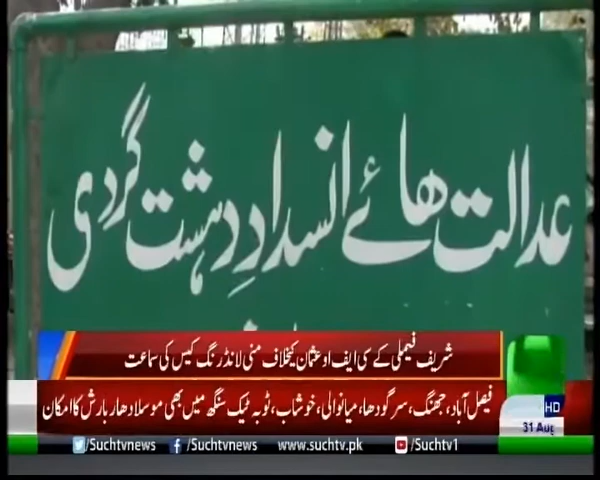 عدالت ھائے انسدادِ دہشت گردی
شریف فیملی کے سی ایف او عثمان کیخلاف منی لانڈرنگ کیس کی سماعت
فیصل آباد، جھنگ، سرگودھا، میانوالی، خوشاب، ٹوبہ ٹیک سنگھ میں بھی موسلا دھار بارش کا امکان
HD
31 Aug
/Suchtvnews /Suchtvnews www.suchtv.pk /Suchtv1